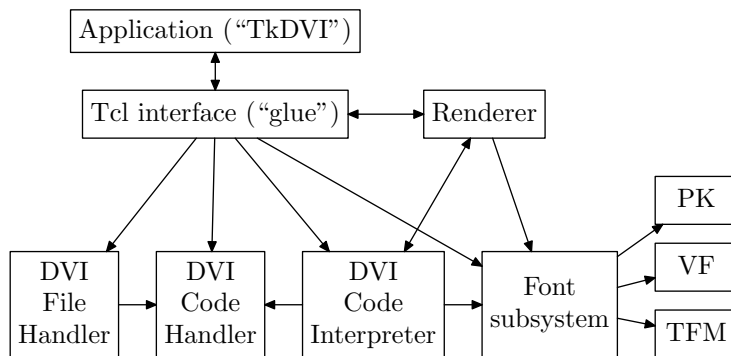 Application (“TkDVI”)
Tcl interface (“glue”)
Renderer
DVI
File
Handler
DVI
Code
Handler
DVI
Code
Interpreter
Font
subsystem
PK
VF
TFM